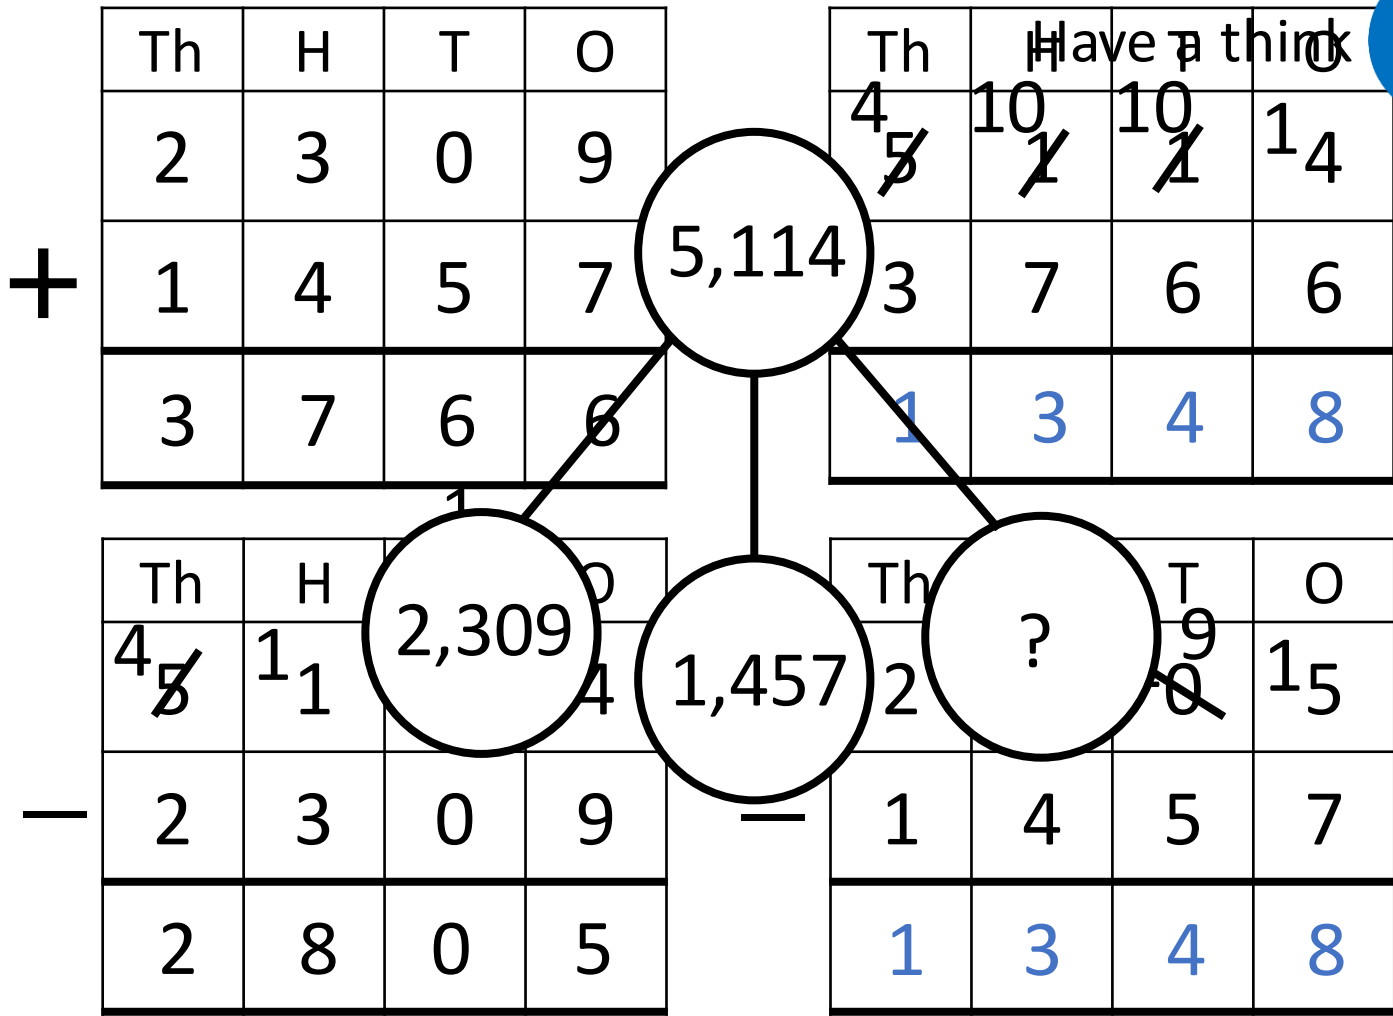 Have a think
Th H T O
2 3 0 9
+ 1 4 5 7
3 7 6 6
1
Th H T O
4 10 10 1
5 1 1 4
3 7 6 6
1 3 4 8
5,114
2,309
1,457
?
Th H O
4 1
5 1 4
− 2 3 0 9
2 8 0 5
Th T O
9 1
2 0 5
− 1 4 5 7
1 3 4 8